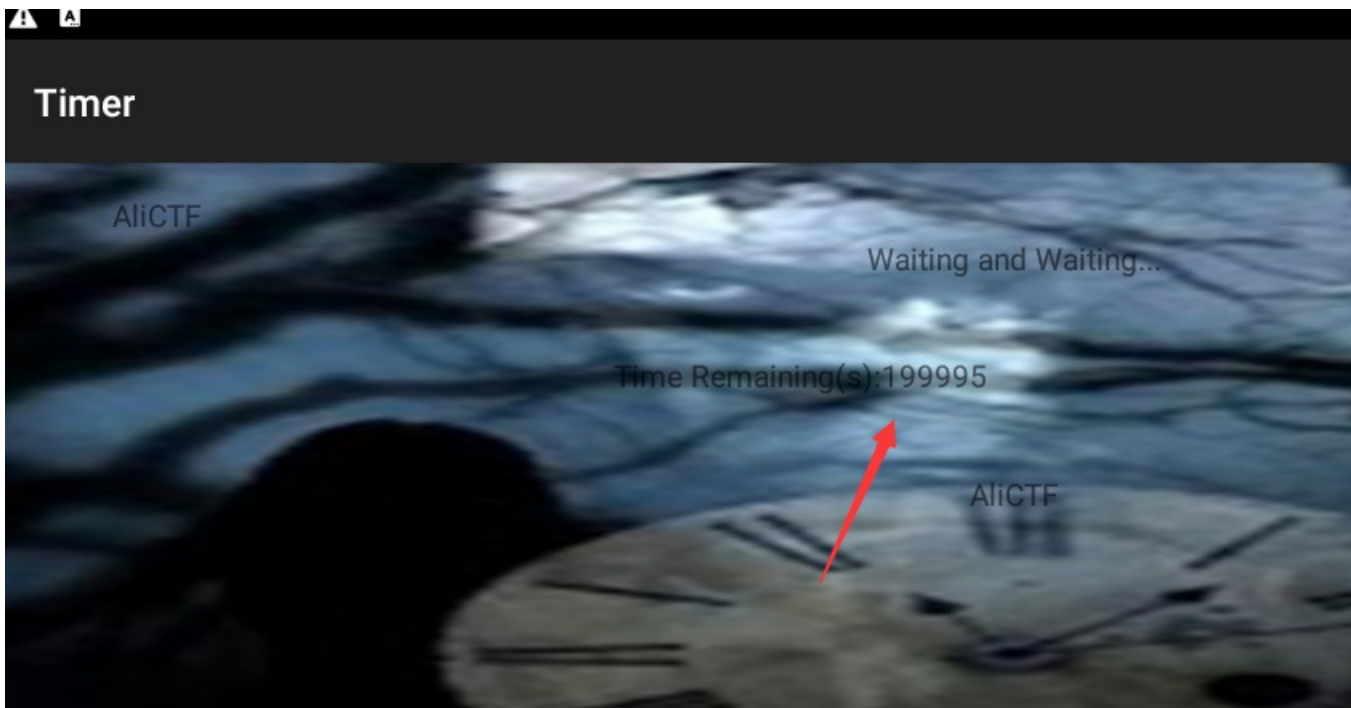 Timer
AliCTF
Waiting and Waiting...
Time Remaining(s):199995
AliCTF